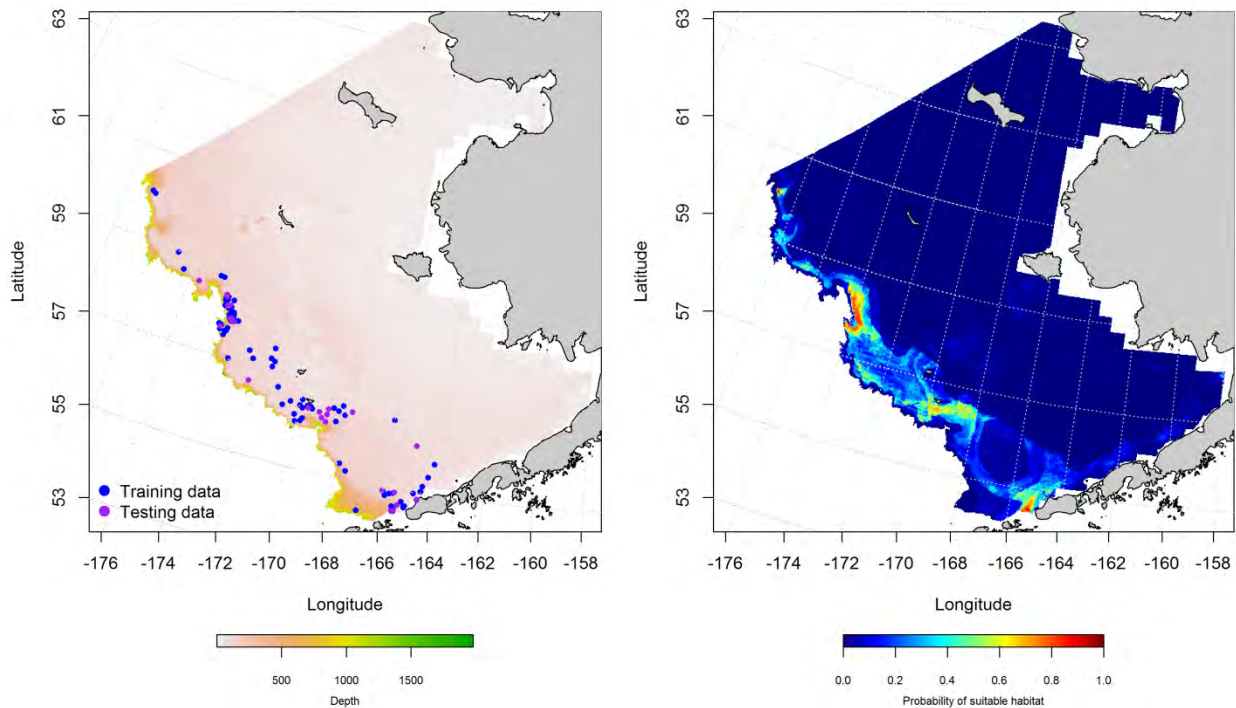 63
61
59
57
55
53
Latitude
Training data
Testing data
-176 -174 -172 -170 -168 -166 -164 -162 -160 -158
Longitude
500 1000 1500
Depth
63
61
59
57
55
53
Latitude
-176 -174 -172 -170 -168 -166 -164 -162 -160 -158
Longitude
0.0 0.2 0.4 0.6 0.8 1.0
Probability of suitable habitat